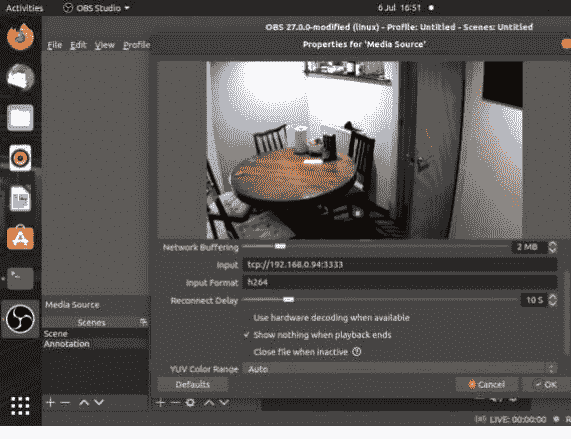 Activities OBS Studio 6 Jul 16:51
OBS 27.0.0-modified (linux) - Profile: Untitled - Scenes: Untitled
File Edit View Profile
Properties for 'Media Source'
Network Buffering 2 MB
Input tcp://192.168.0.94:3333
Input Format h264
Reconnect Delay 10 S
Use hardware decoding when available
Show nothing when playback ends
Close file when inactive
YUV Color Range Auto
Defaults Cancel OK
Media Source
Scenes
Scene
Annotation
LIVE: 00:00:00